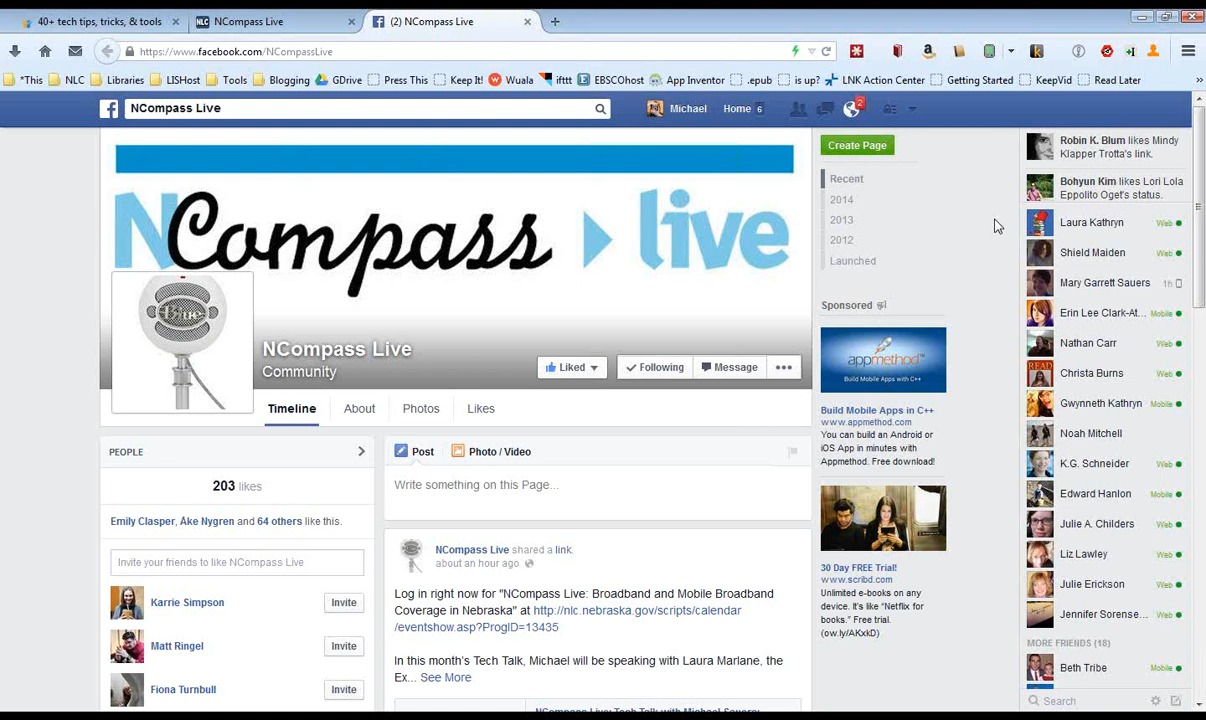 40+ tech tips, tricks, & tools
NCompass Live
(2) NCompass Live
https://www.facebook.com/NCompassLive
*This
NLC
Libraries
LISHost
Tools
Blogging
GDrive
Press This
Keep It!
Wuala
ifttt
EBSCOhost
App Inventor
.epub
is up?
LNK Action Center
Getting Started
KeepVid
Read Later
NCompass Live
Michael
Home 6
2
Create Page
Recent
2014
2013
2012
Launched
NCompass live
Blue
NCompass Live
Community
Liked
Following
Message
Timeline
About
Photos
Likes
PEOPLE
203 likes
Emily Clasper, Åke Nygren and 64 others like this.
Invite your friends to like NCompass Live
Karrie Simpson
Invite
Matt Ringel
Invite
Fiona Turnbull
Invite
Post
Photo / Video
Write something on this Page...
NCompass Live shared a link.
about an hour ago
Log in right now for "NCompass Live: Broadband and Mobile Broadband
Coverage in Nebraska" at http://nlc.nebraska.gov/scripts/calendar
/eventshow.asp?ProgID=13435
In this month's Tech Talk, Michael will be speaking with Laura Marlane, the
Ex... See More
NCompass Live: Tech Talk with Michael Sauers:
Sponsored
appmethod
Build Mobile Apps with C++
Build Mobile Apps in C++
www.appmethod.com
You can build an Android or
iOS App in minutes with
Appmethod. Free download!
30 Day FREE Trial!
www.scribd.com
Unlimited e-books on any
device. It's like "Netflix for
books." Free trial.
(ow.ly/AKxkD)
Robin K. Blum likes Mindy
Klapper Trotta's link.
Bohyun Kim likes Lori Lola
Eppolito Oget's status.
Laura Kathryn Web
Shield Maiden Web
Mary Garrett Sauers 1h
Erin Lee Clark-At... Mobile
Nathan Carr Web
READ
Christa Burns Web
Gwynneth Kathryn Mobile
Noah Mitchell
K.G. Schneider Web
Edward Hanlon Mobile
Julie A. Childers Web
Liz Lawley Web
Julie Erickson Web
Jennifer Sorense... Web
MORE FRIENDS (18)
Beth Tribe Mobile
Search